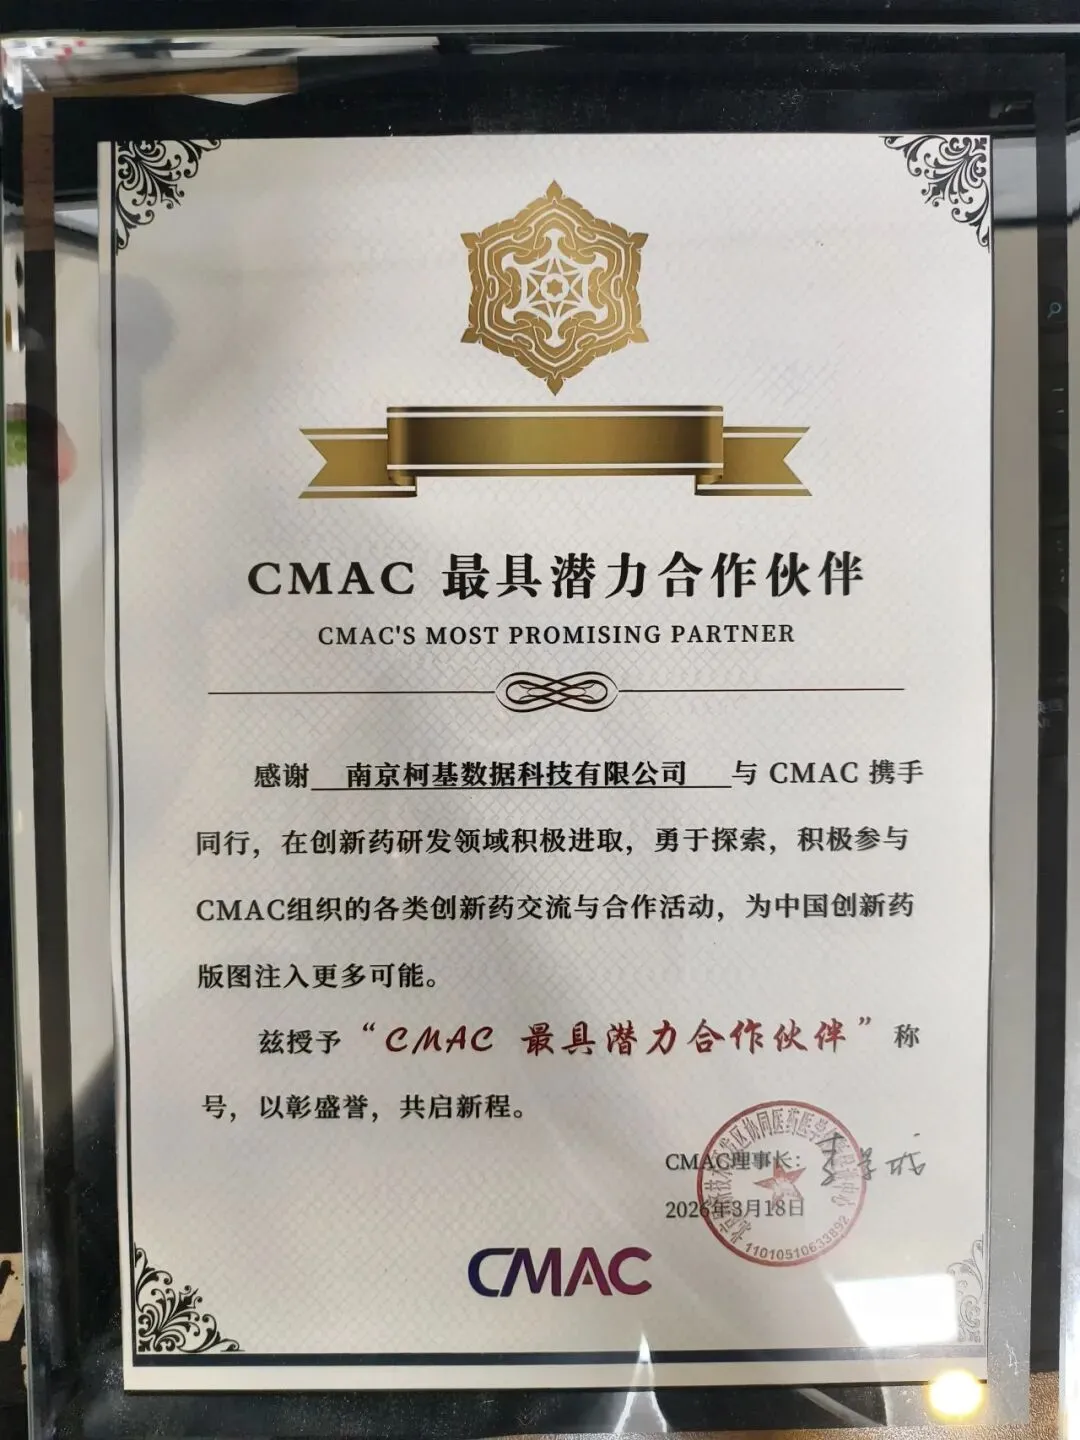 CMAC 最具潜力合作伙伴
CMAC'S MOST PROMISING PARTNER
感谢 南京柯基数据科技有限公司 与 CMAC 携手
同行，在创新药研发领域积极进取，勇于探索，积极参与
CMAC组织的各类创新药交流与合作活动，为中国创新药
版图注入更多可能。
兹授予“CMAC 最具潜力合作伙伴”称
号，以彰盛誉，共启新程。
CMAC理事长：
2026年3月18日
11010510633892
CMAC